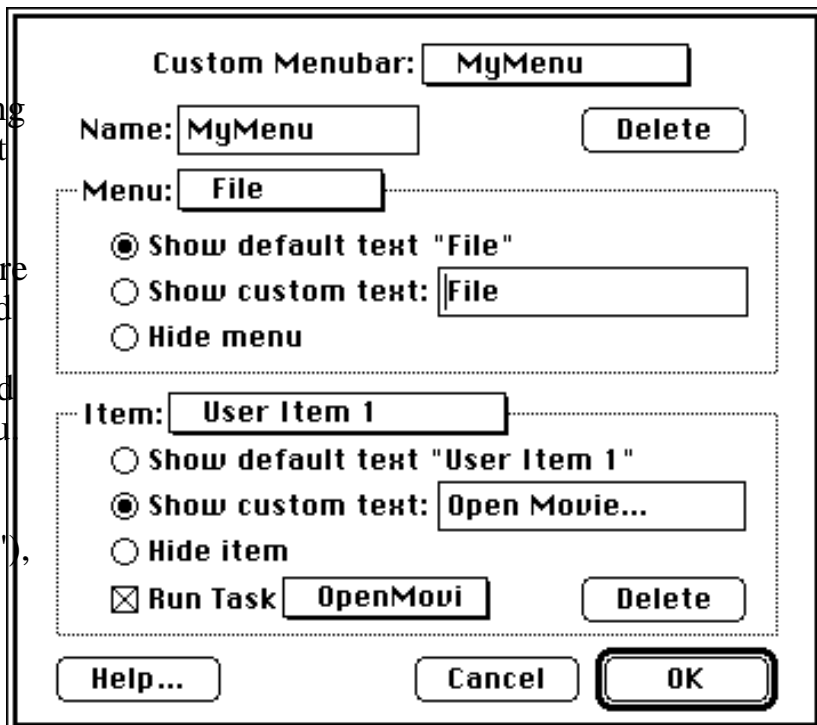 Custom Menubar: MyMenu
Name: MyMenu Delete
Menu: File
Show default text "File"
Show custom text: File
Hide menu
Item: User Item 1
Show default text "User Item 1"
Show custom text: Open Movie...
Hide item
Run Task OpenMovi Delete
Help... Cancel OK